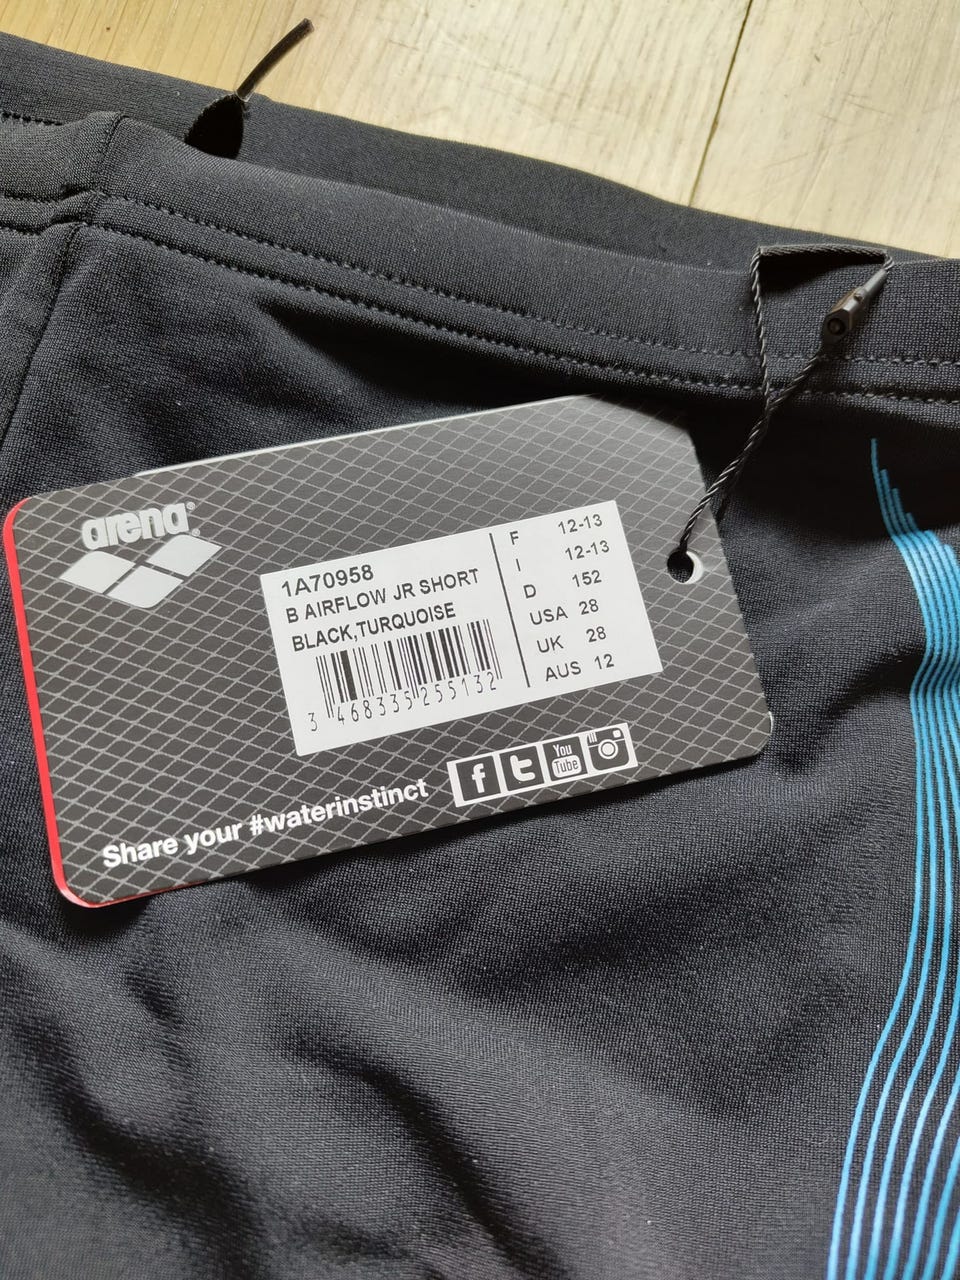 arena®
1A70958
B AIRFLOW JR SHORT
BLACK,TURQUOISE
3 468335 255132
F 12-13
I 12-13
D 152
USA 28
UK 28
AUS 12
Share your #waterinstinct
f t You Tube